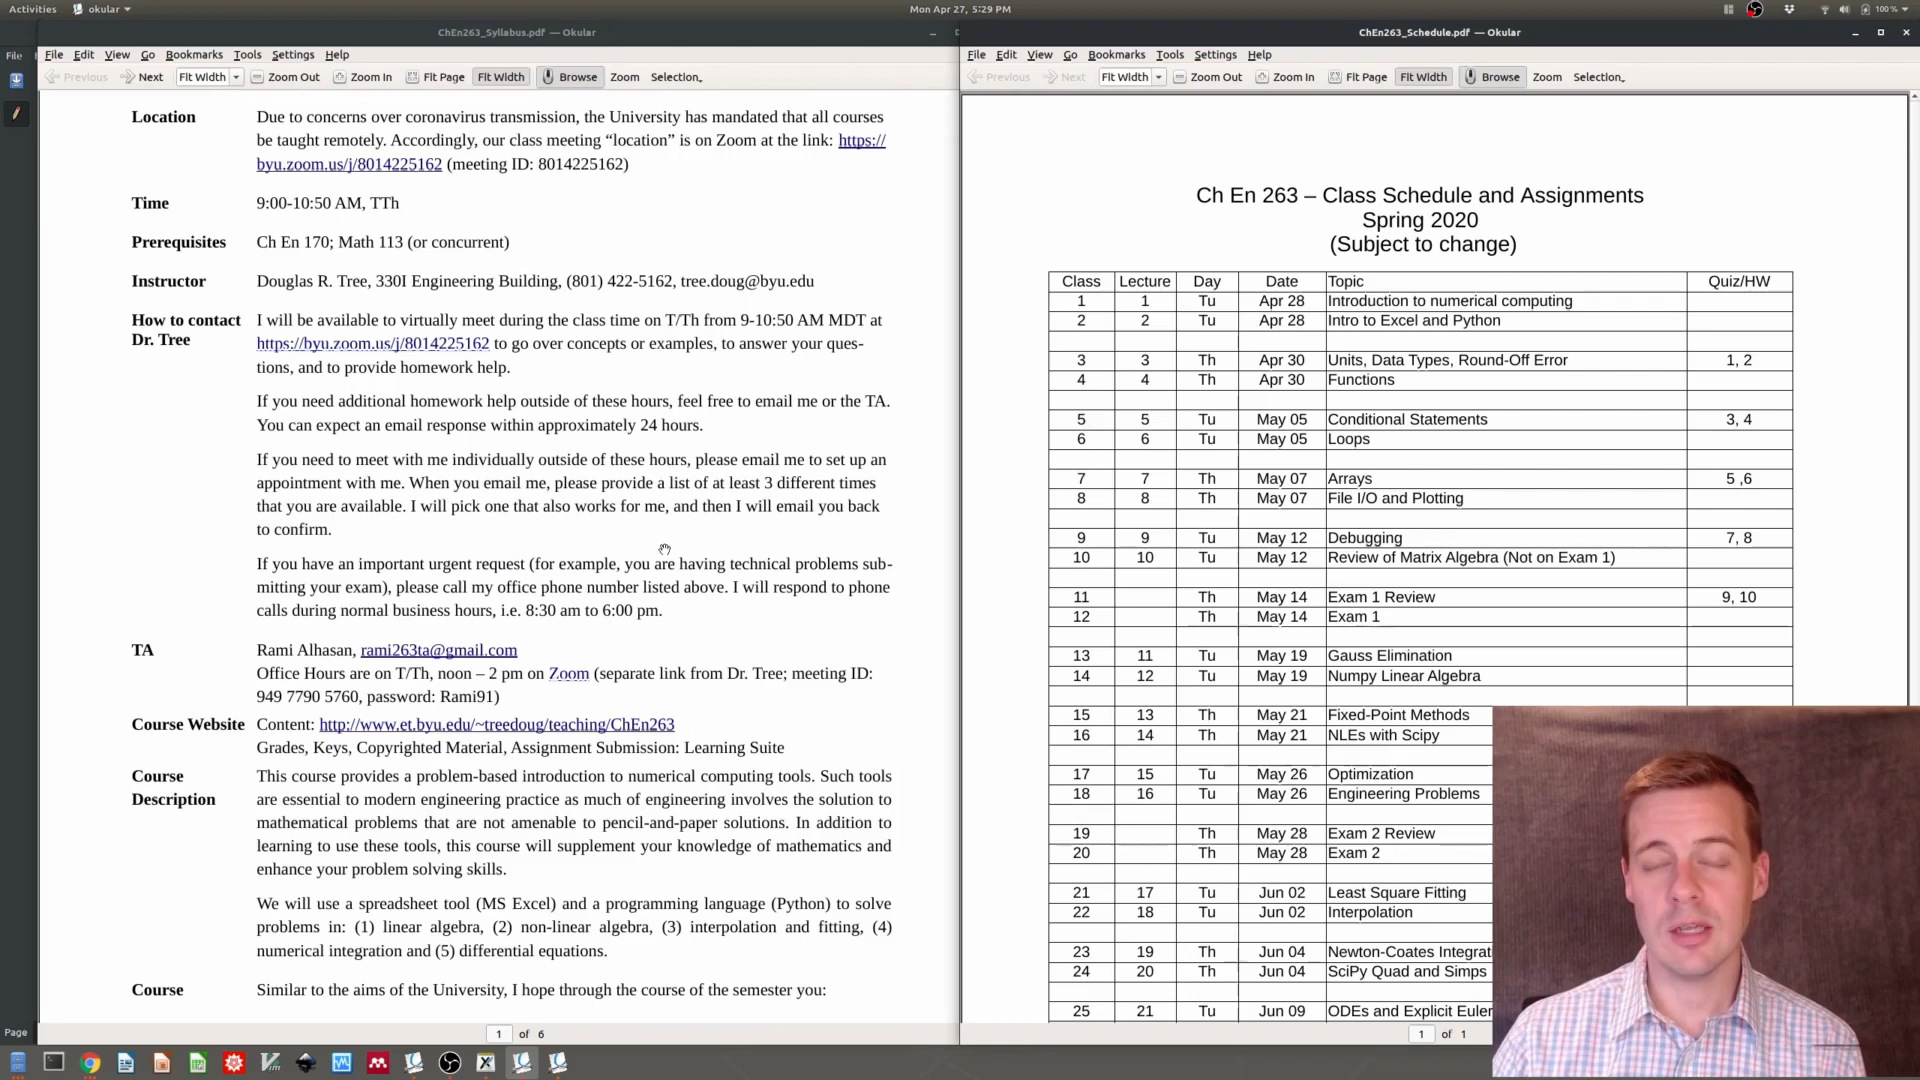 Activities okular Mon Apr 27, 5:29 PM 100 %
ChEn263_Syllabus.pdf — Okular
File Edit View Go Bookmarks Tools Settings Help
Previous Next Fit Width Zoom Out Zoom In Fit Page Fit Width Browse Zoom Selection
Location Due to concerns over coronavirus transmission, the University has mandated that all courses
be taught remotely. Accordingly, our class meeting “location” is on Zoom at the link: https://
byu.zoom.us/j/8014225162 (meeting ID: 8014225162)
Time 9:00-10:50 AM, TTh
Prerequisites Ch En 170; Math 113 (or concurrent)
Instructor Douglas R. Tree, 330I Engineering Building, (801) 422-5162, tree.doug@byu.edu
How to contact I will be available to virtually meet during the class time on T/Th from 9-10:50 AM MDT at
Dr. Tree https://byu.zoom.us/j/8014225162 to go over concepts or examples, to answer your ques-
tions, and to provide homework help.
If you need additional homework help outside of these hours, feel free to email me or the TA.
You can expect an email response within approximately 24 hours.
If you need to meet with me individually outside of these hours, please email me to set up an
appointment with me. When you email me, please provide a list of at least 3 different times
that you are available. I will pick one that also works for me, and then I will email you back
to confirm.
If you have an important urgent request (for example, you are having technical problems sub-
mitting your exam), please call my office phone number listed above. I will respond to phone
calls during normal business hours, i.e. 8:30 am to 6:00 pm.
TA Rami Alhasan, rami263ta@gmail.com
Office Hours are on T/Th, noon – 2 pm on Zoom (separate link from Dr. Tree; meeting ID:
949 7790 5760, password: Rami91)
Course Website Content: http://www.et.byu.edu/~treedoug/teaching/ChEn263
Grades, Keys, Copyrighted Material, Assignment Submission: Learning Suite
Course This course provides a problem-based introduction to numerical computing tools. Such tools
Description are essential to modern engineering practice as much of engineering involves the solution to
mathematical problems that are not amenable to pencil-and-paper solutions. In addition to
learning to use these tools, this course will supplement your knowledge of mathematics and
enhance your problem solving skills.
We will use a spreadsheet tool (MS Excel) and a programming language (Python) to solve
problems in: (1) linear algebra, (2) non-linear algebra, (3) interpolation and fitting, (4)
numerical integration and (5) differential equations.
Course Similar to the aims of the University, I hope through the course of the semester you:
1 of 6
File
Page
ChEn263_Schedule.pdf — Okular
File Edit View Go Bookmarks Tools Settings Help
Previous Next Fit Width Zoom Out Zoom In Fit Page Fit Width Browse Zoom Selection
Ch En 263 – Class Schedule and Assignments
Spring 2020
(Subject to change)
Class Lecture Day Date Topic Quiz/HW
1 1 Tu Apr 28 Introduction to numerical computing
2 2 Tu Apr 28 Intro to Excel and Python
3 3 Th Apr 30 Units, Data Types, Round-Off Error 1, 2
4 4 Th Apr 30 Functions
5 5 Tu May 05 Conditional Statements 3, 4
6 6 Tu May 05 Loops
7 7 Th May 07 Arrays 5 ,6
8 8 Th May 07 File I/O and Plotting
9 9 Tu May 12 Debugging 7, 8
10 10 Tu May 12 Review of Matrix Algebra (Not on Exam 1)
11 Th May 14 Exam 1 Review 9, 10
12 Th May 14 Exam 1
13 11 Tu May 19 Gauss Elimination
14 12 Tu May 19 Numpy Linear Algebra
15 13 Th May 21 Fixed-Point Methods
16 14 Th May 21 NLEs with Scipy
17 15 Tu May 26 Optimization
18 16 Tu May 26 Engineering Problems
19 Th May 28 Exam 2 Review
20 Th May 28 Exam 2
21 17 Tu Jun 02 Least Square Fitting
22 18 Tu Jun 02 Interpolation
23 19 Th Jun 04 Newton-Coates Integrat
24 20 Th Jun 04 SciPy Quad and Simps
25 21 Tu Jun 09 ODEs and Explicit Euler
1 of 1